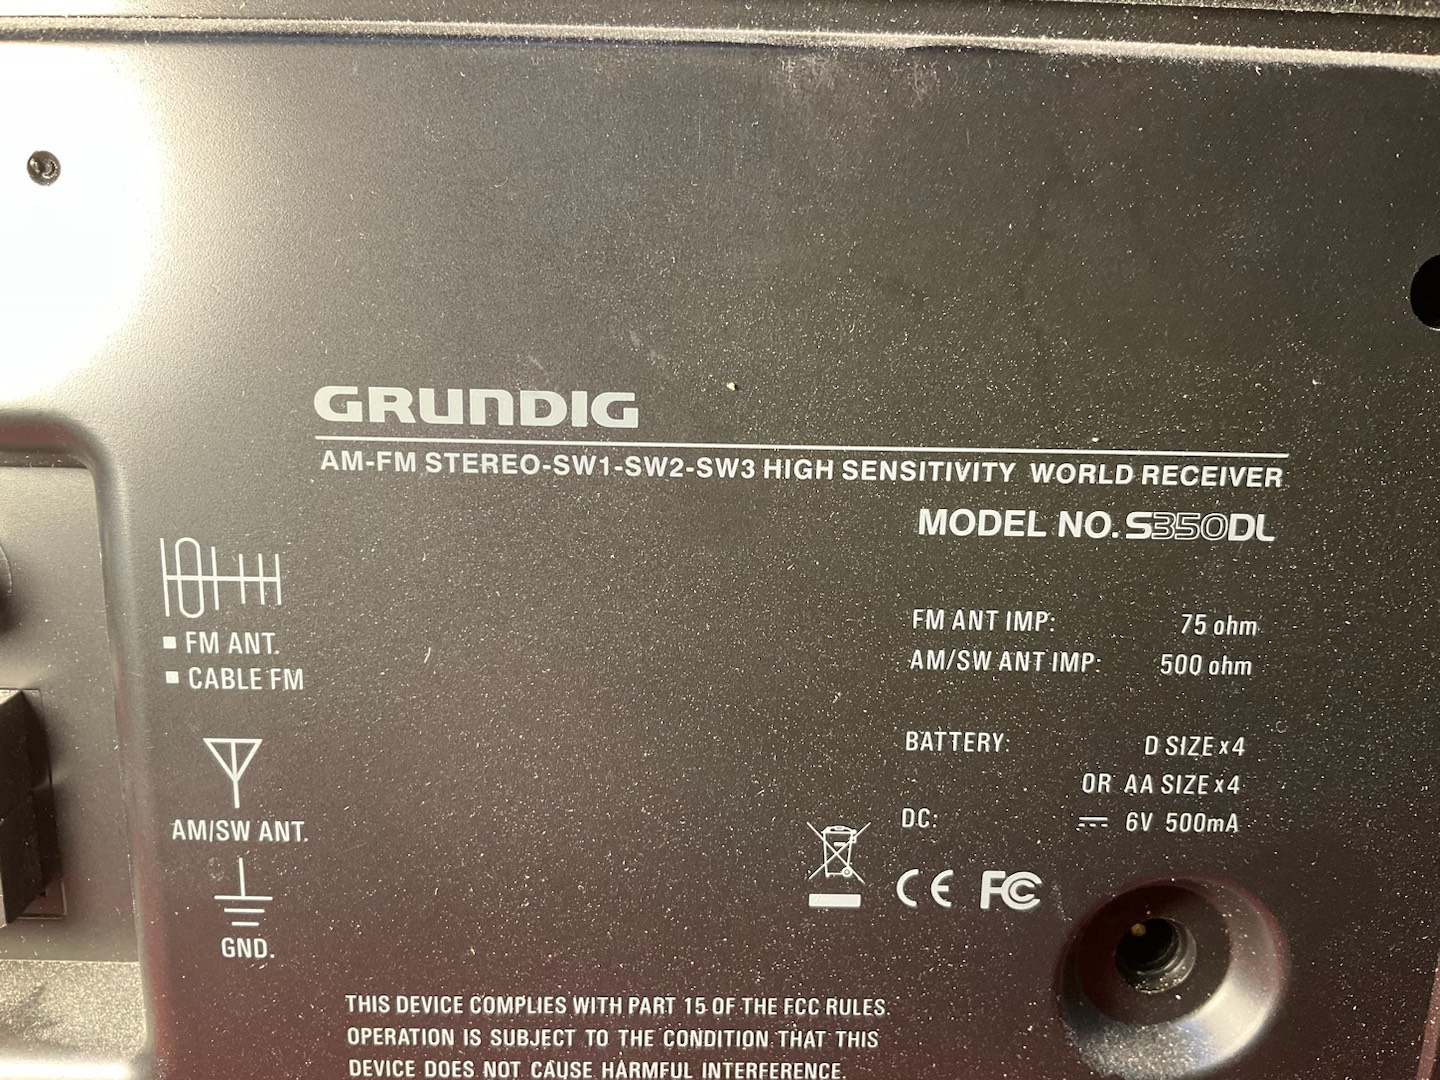 GRUNDIG
AM-FM STEREO-SW1-SW2-SW3 HIGH SENSITIVITY WORLD RECEIVER
MODEL NO. S350DL
FM ANT IMP: 75 ohm
AM/SW ANT IMP: 500 ohm
BATTERY: D SIZE x 4
OR AA SIZE x 4
DC: 6V 500mA
CE FC
■ FM ANT.
■ CABLE FM
AM/SW ANT.
GND.
THIS DEVICE COMPLIES WITH PART 15 OF THE FCC RULES.
OPERATION IS SUBJECT TO THE CONDITION THAT THIS
DEVICE DOES NOT CAUSE HARMFUL INTERFERENCE.